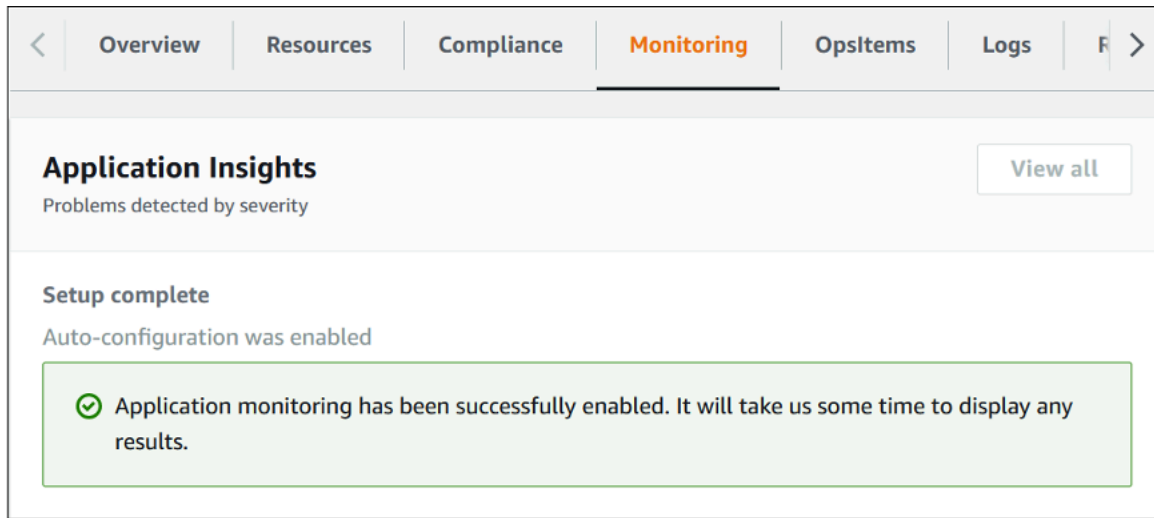 Overview Resources Compliance Monitoring OpsItems Logs
Application Insights
View all
Problems detected by severity
Setup complete
Auto-configuration was enabled
Application monitoring has been successfully enabled. It will take us some time to display any
results.